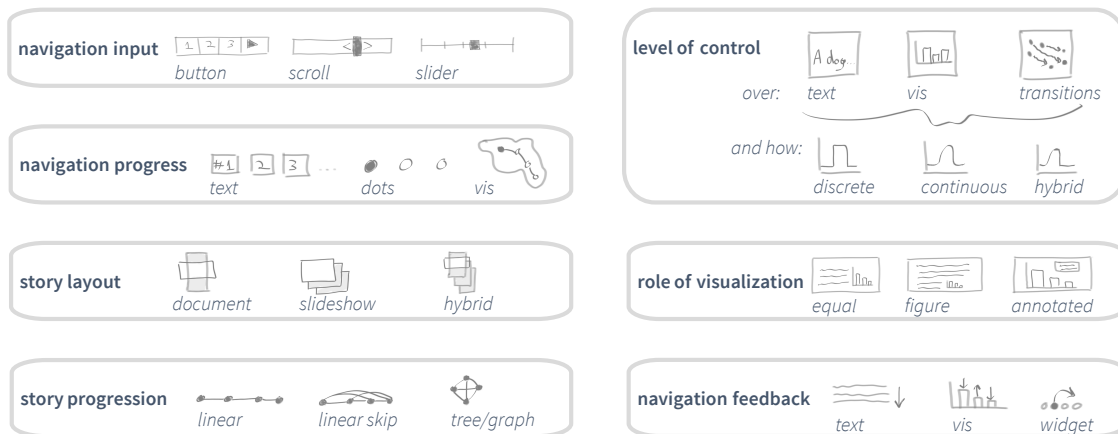 navigation input
1 2 3
button scroll slider
navigation progress
#1 2 3 ...
text dots vis
story layout
document slideshow hybrid
story progression
linear linear skip tree/graph
level of control
A dog...
over: text vis transitions
and how:
discrete continuous hybrid
role of visualization
equal figure annotated
navigation feedback
text vis widget